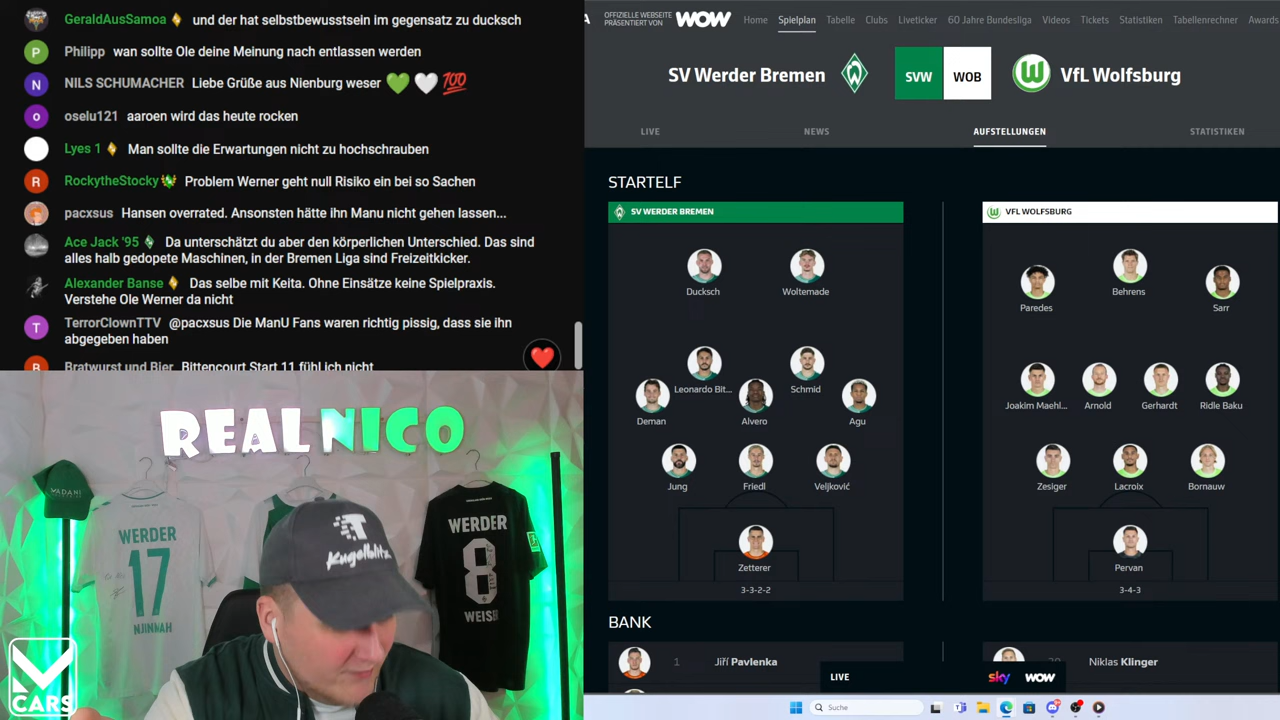 GeraldAusSamoa und der hat selbstbewusstsein im gegensatz zu ducksch
P Philipp wan sollte Ole deine Meinung nach entlassen werden
N NILS SCHUMACHER Liebe Grüße aus Nienburg weser 💚 🤍 💯
o oselu121 aaroen wird das heute rocken
Lyes 1 Man sollte die Erwartungen nicht zu hochschrauben
R RockytheStocky Problem Werner geht null Risiko ein bei so Sachen
pacxsus Hansen overrated. Ansonsten hätte ihn Manu nicht gehen lassen...
Ace Jack '95 Da unterschätzt du aber den körperlichen Unterschied. Das sind
alles halb gedopete Maschinen, in der Bremen Liga sind Freizeitkicker.
Alexander Banse Das selbe mit Keita. Ohne Einsätze keine Spielpraxis.
Verstehe Ole Werner da nicht
T TerrorClownTTV @pacxsus Die ManU Fans waren richtig pissig, dass sie ihn
abgegeben haben
B Bratwurst und Bier Bittencourt Start 11 fühl ich nicht
REALNICO
VADANI
WERDER
17
NJINMAH
WERDER
8
WEISER
Kugelblitz
CARS
A OFFIZIELLE WEBSEITE
PRÄSENTIERT VON WOW
Home Spielplan Tabelle Clubs Liveticker 60 Jahre Bundesliga Videos Tickets Statistiken Tabellenrechner Awards
SV Werder Bremen SVW WOB VfL Wolfsburg
LIVE NEWS AUFSTELLUNGEN STATISTIKEN
STARTELF
SV WERDER BREMEN
Ducksch Woltemade
Leonardo Bit... Schmid
Deman Alvero Agu
Jung Friedl Veljković
Zetterer
3-3-2-2
VFL WOLFSBURG
Paredes Behrens Sarr
Joakim Maehl... Arnold Gerhardt Ridle Baku
Zesiger Lacroix Bornauw
Pervan
3-4-3
BANK
1 Jiří Pavlenka
Niklas Klinger
LIVE sky WOW
Suche